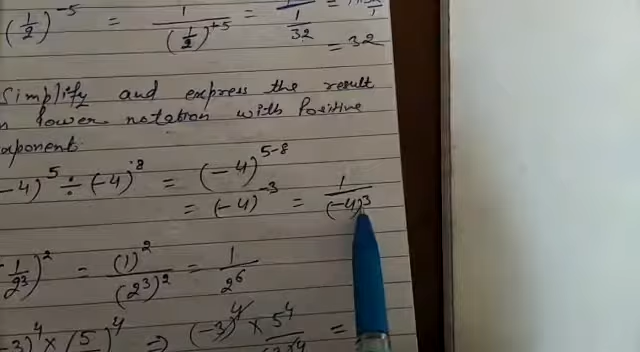 (1/2)^-5 = 1/(1/2)^+5 = 1/(1/32) =
= 32
Simplify and express the result
in lower notation with Positive
exponent
-4)^5 ÷ (-4)^8 = (-4)^5-8
= (-4)^-3 = 1/(-4)^3
1/2^3)^2 = (1)^2/(2^3)^2 = 1/2^6
-3)^4 × (5/ )^4 ⇒ (-3)^4 × 5^4/ =